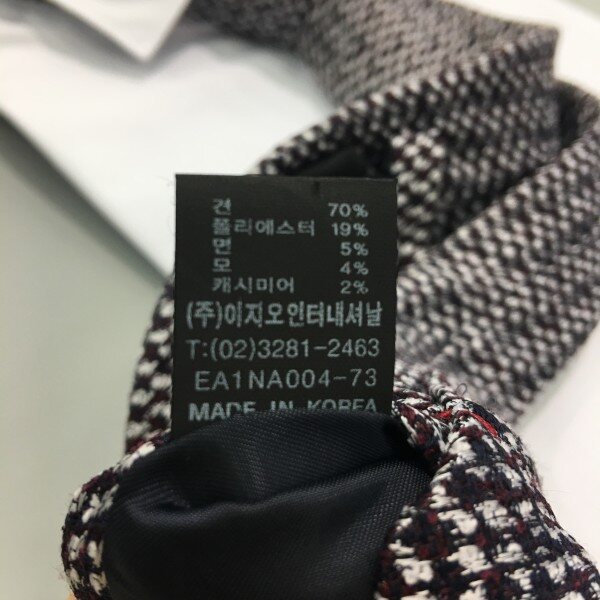 견 70%
폴리에스터 19%
면 5%
모 4%
캐시미어 2%
(주)이지오인터내셔날
T:(02)3281-2463
EA1NA004-73
MADE IN KOREA